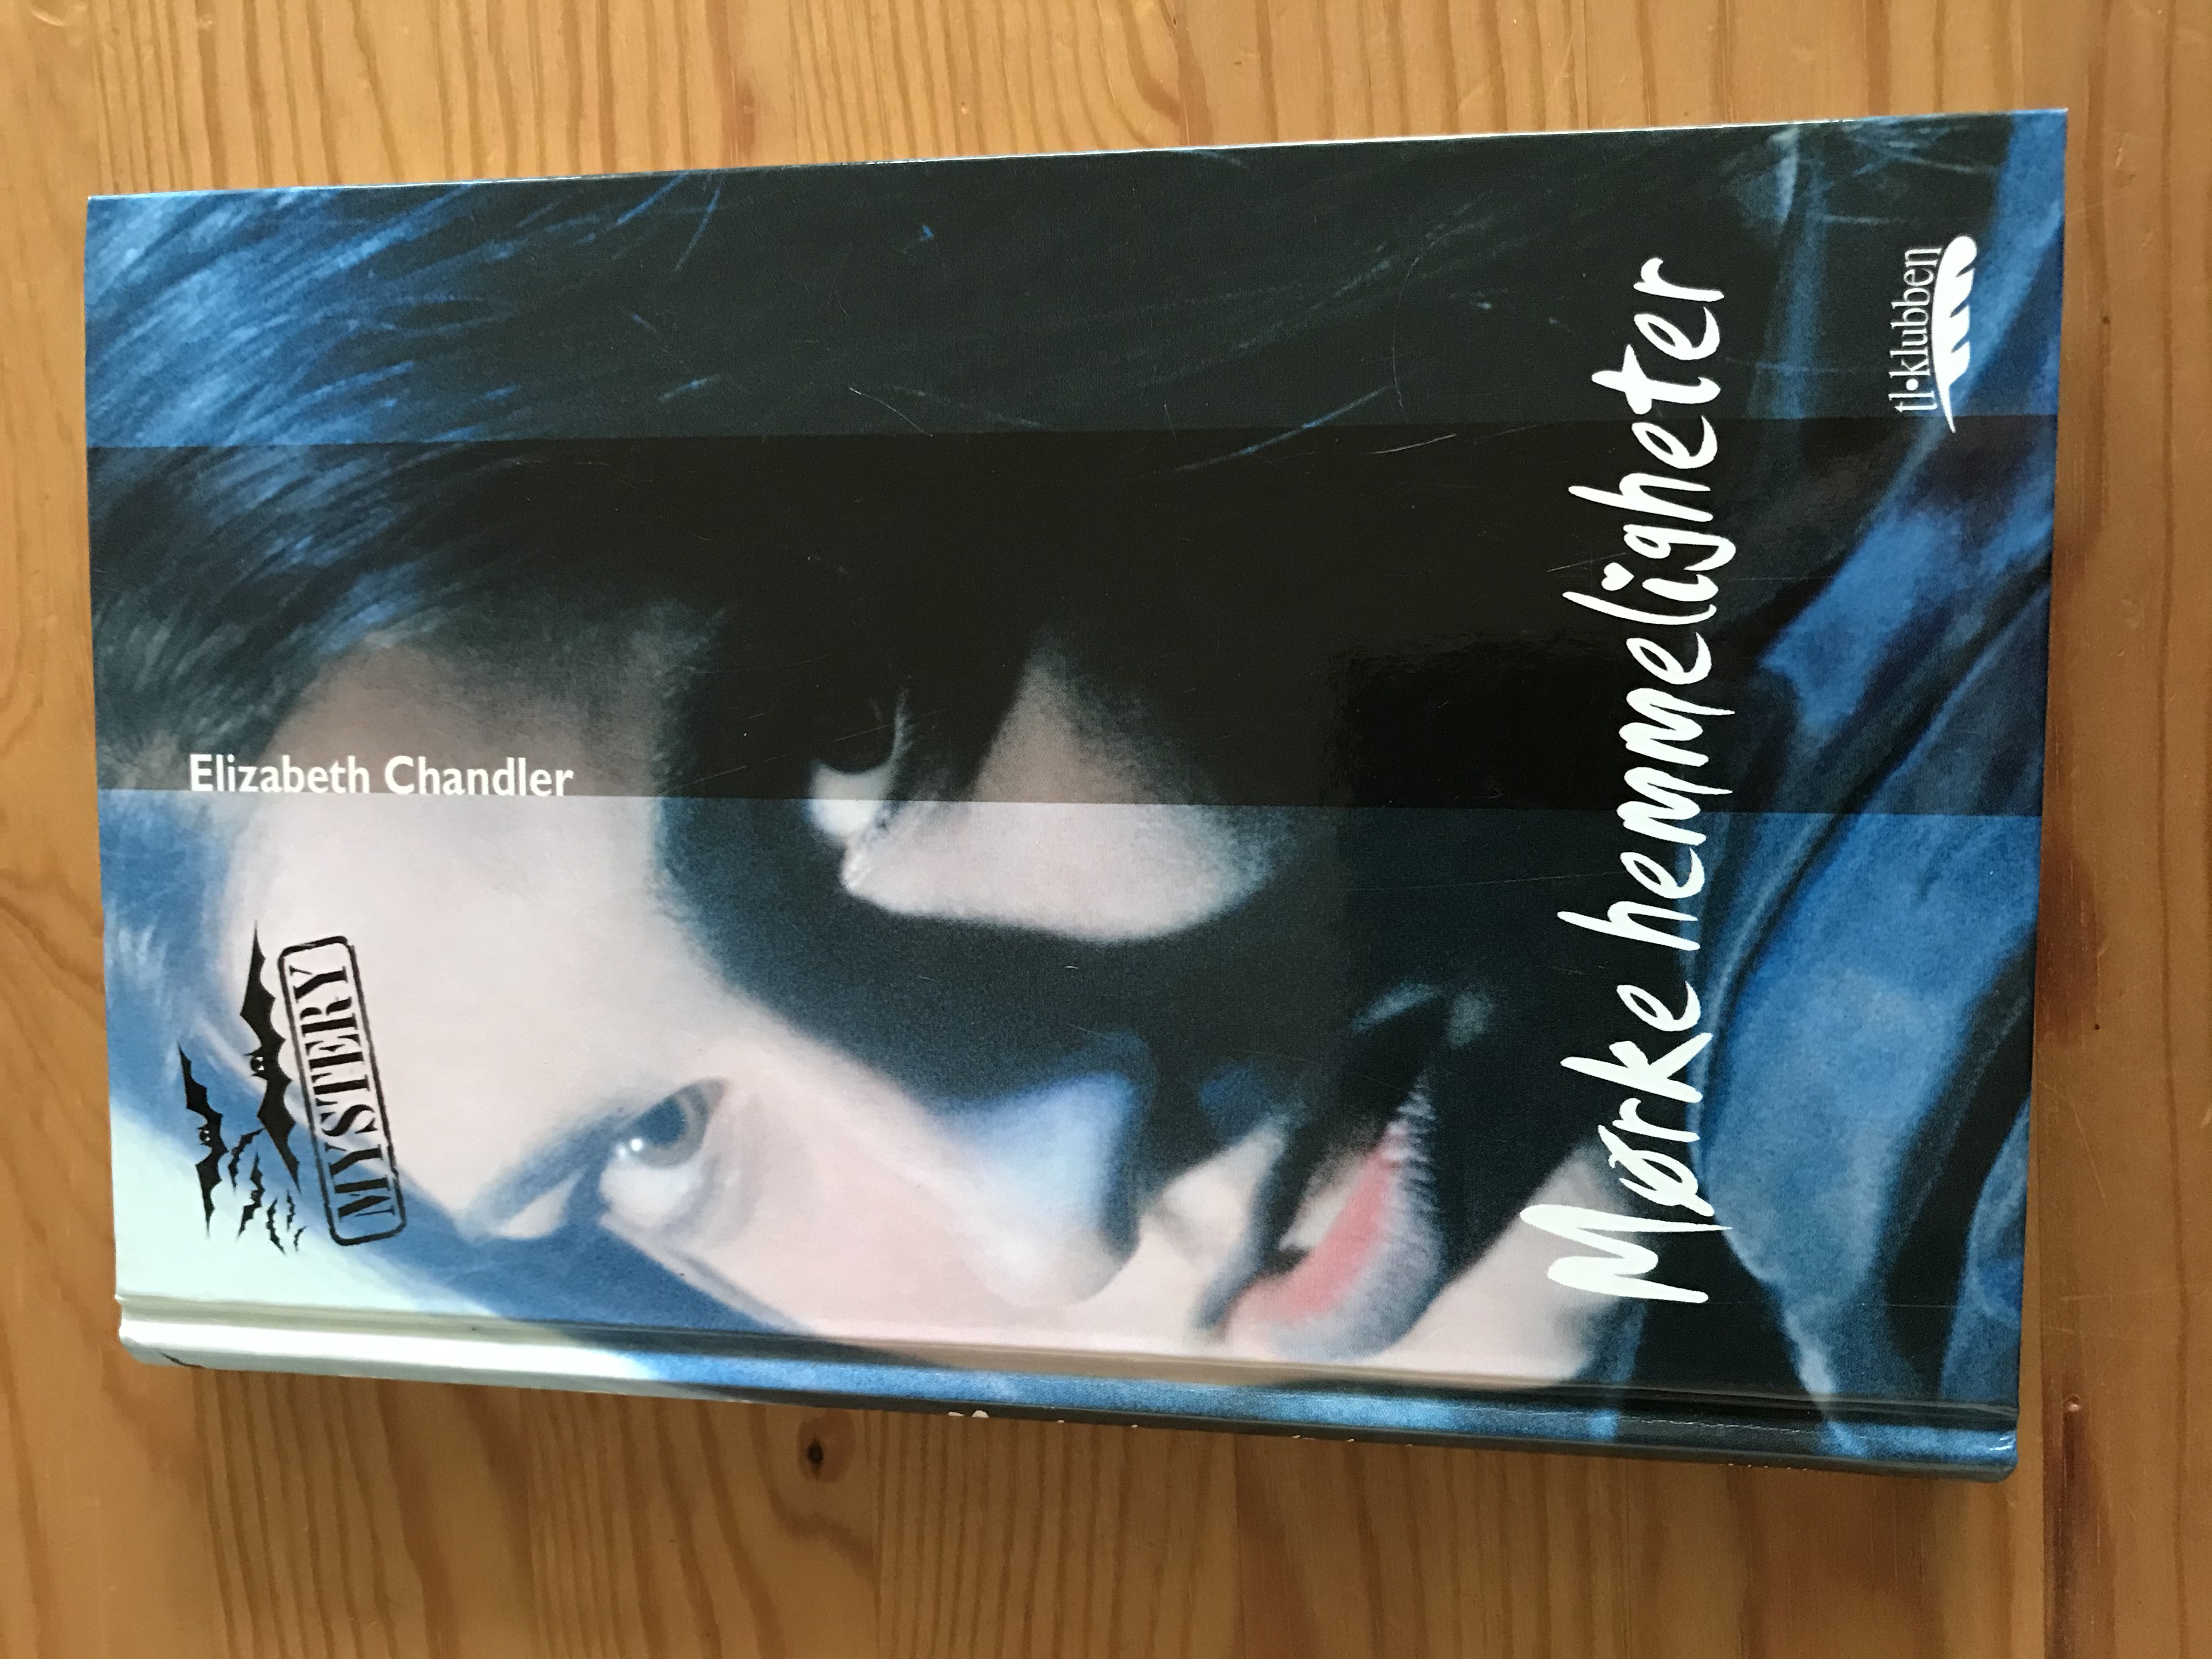 MYSTERY
Elizabeth Chandler
Mørke hemmeligheter
tl•klubben